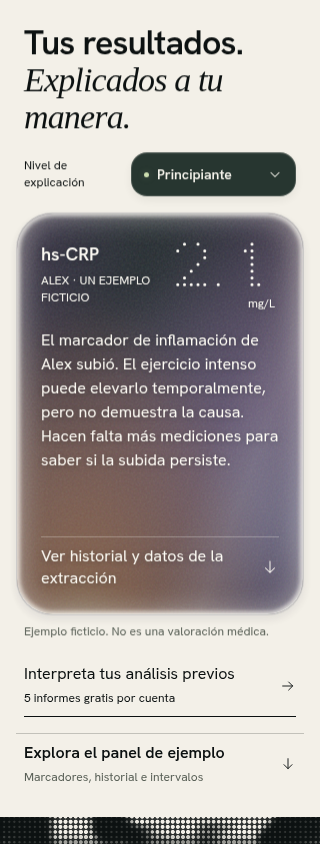 Tus resultados.
Explicados a tu
manera.
Nivel de
explicación
Principiante
hs-CRP
2.1
ALEX · UN EJEMPLO
FICTICIO
mg/L
El marcador de inflamación de
Alex subió. El ejercicio intenso
puede elevarlo temporalmente,
pero no demuestra la causa.
Hacen falta más mediciones para
saber si la subida persiste.
Ver historial y datos de la
extracción
Ejemplo ficticio. No es una valoración médica.
Interpreta tus análisis previos
5 informes gratis por cuenta
Explora el panel de ejemplo
Marcadores, historial e intervalos